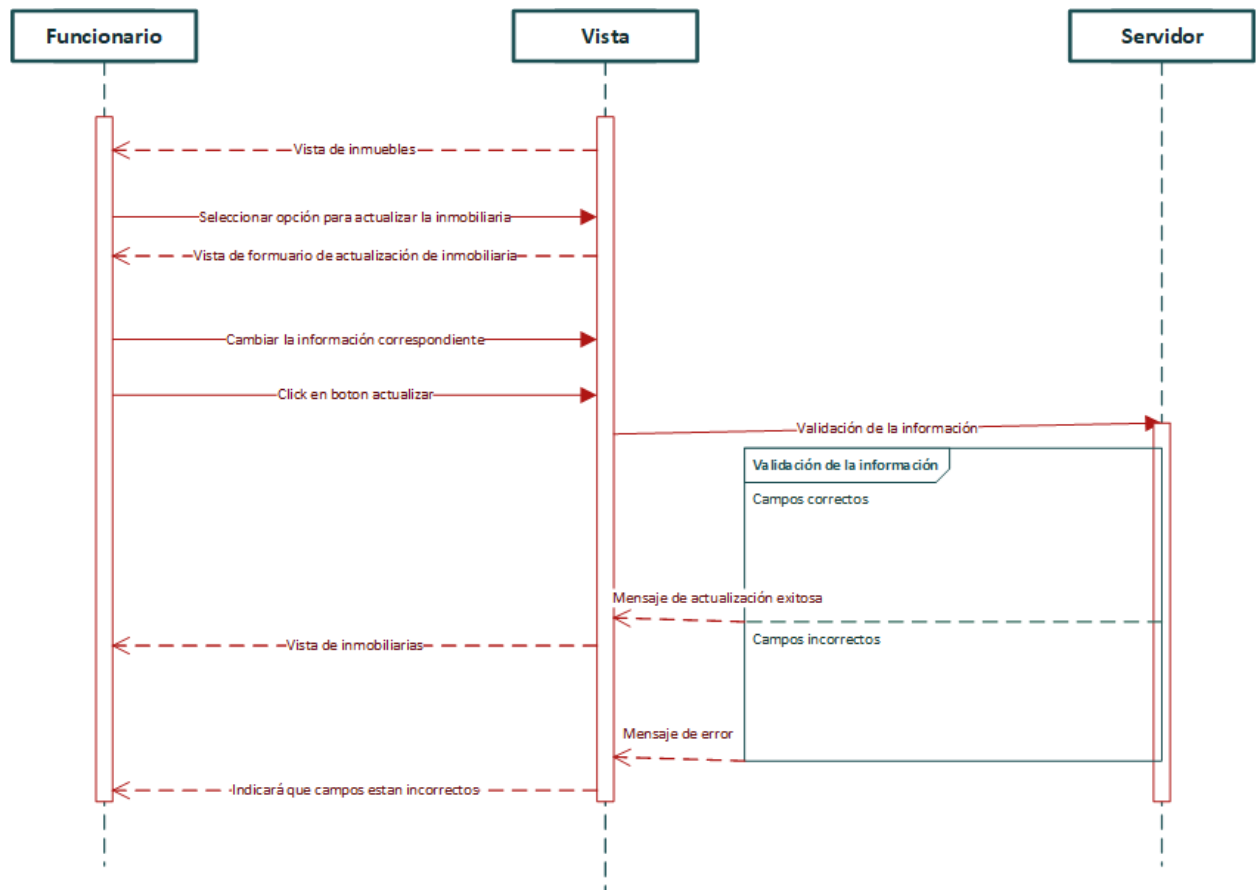 Funcionario
Vista
Servidor
Vista de inmuebles
Seleccionar opción para actualizar la inmobiliaria
Vista de formuario de actualización de inmobiliaria
Cambiar la información correspondiente
Click en boton actualizar
Validación de la información
Validación de la información
Campos correctos
Mensaje de actualización exitosa
Campos incorrectos
Vista de inmobiliarias
Mensaje de error
Indicará que campos estan incorrectos